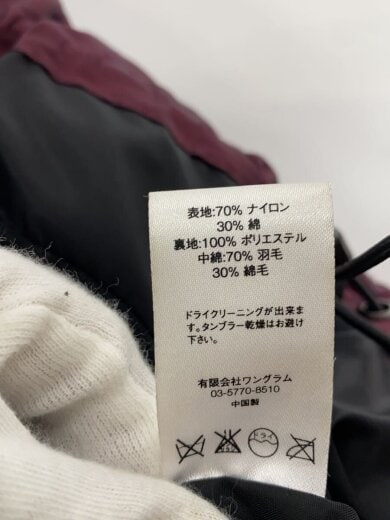 表地:70% ナイロン
30% 綿
裏地:100% ポリエステル
中綿:70% 羽毛
30% 綿毛
ドライクリーニングが出来ま
す。タンブラー乾燥はお避け
下さい。
有限会社ワングラム
03-5770-8510
中国製
ドライ